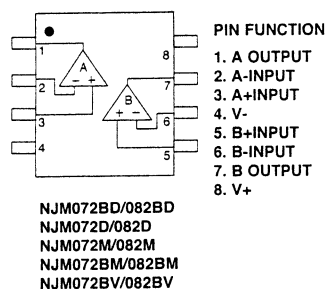 PIN FUNCTION
1. A OUTPUT
2. A-INPUT
3. A+INPUT
4. V-
5. B+INPUT
6. B-INPUT
7. B OUTPUT
8. V+
1
2
3
4
8
7
6
5
A
- +
B
+ -
NJM072BD/082BD
NJM072D/082D
NJM072M/082M
NJM072BM/082BM
NJM072BV/082BV